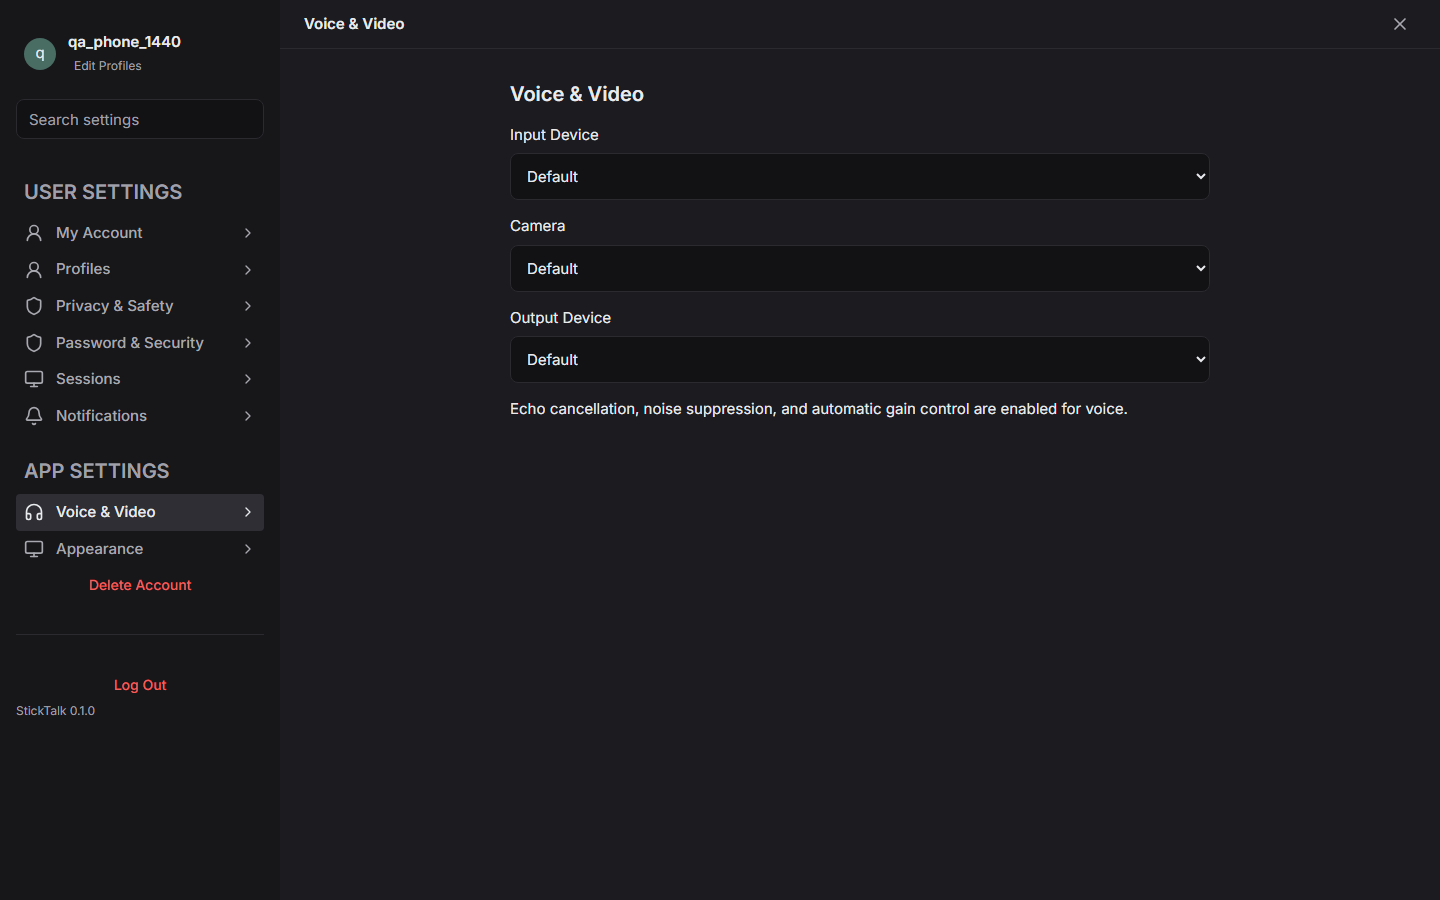 qa_phone_1440
Edit Profiles
Search settings
USER SETTINGS
My Account
Profiles
Privacy & Safety
Password & Security
Sessions
Notifications
APP SETTINGS
Voice & Video
Appearance
Delete Account
Log Out
StickTalk 0.1.0
Voice & Video
Voice & Video
Input Device
Default
Camera
Default
Output Device
Default
Echo cancellation, noise suppression, and automatic gain control are enabled for voice.